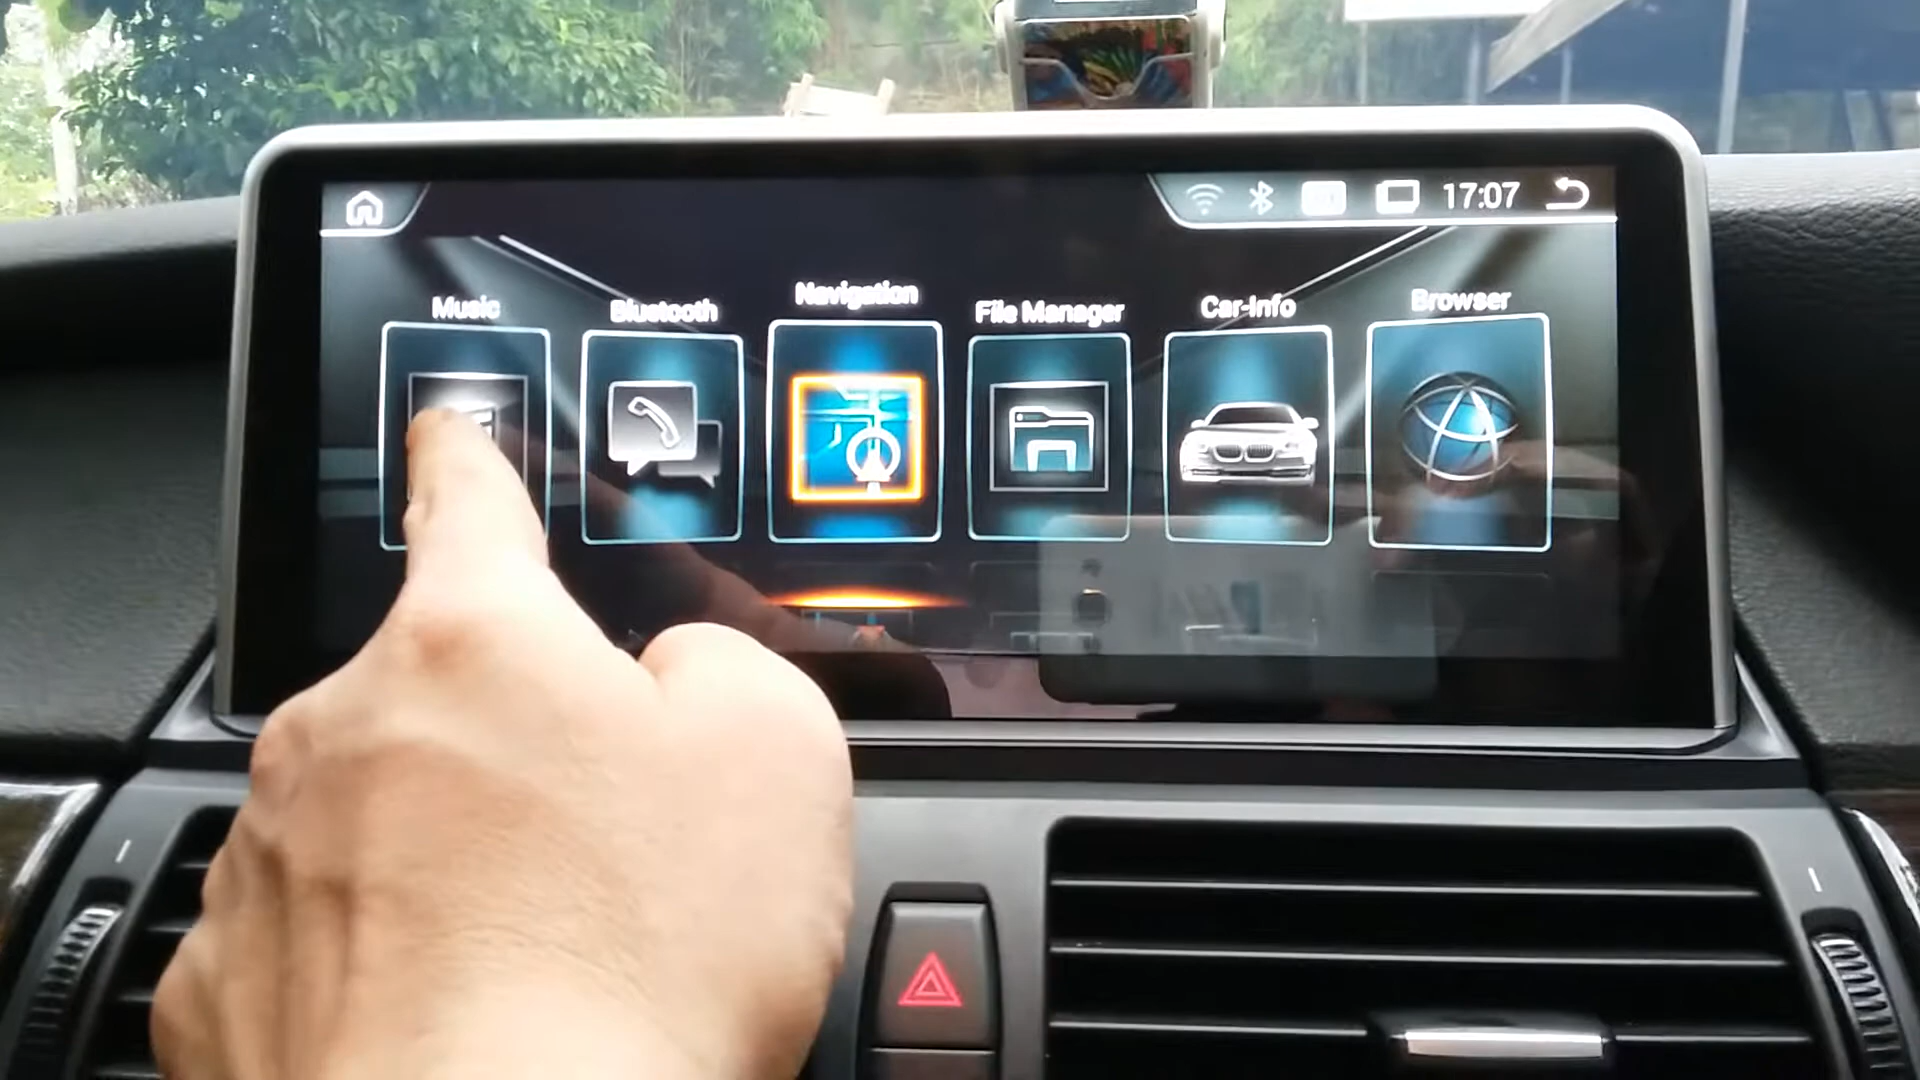 17:07
Music
Bluetooth
Navigation
File Manager
Car-Info
Browser